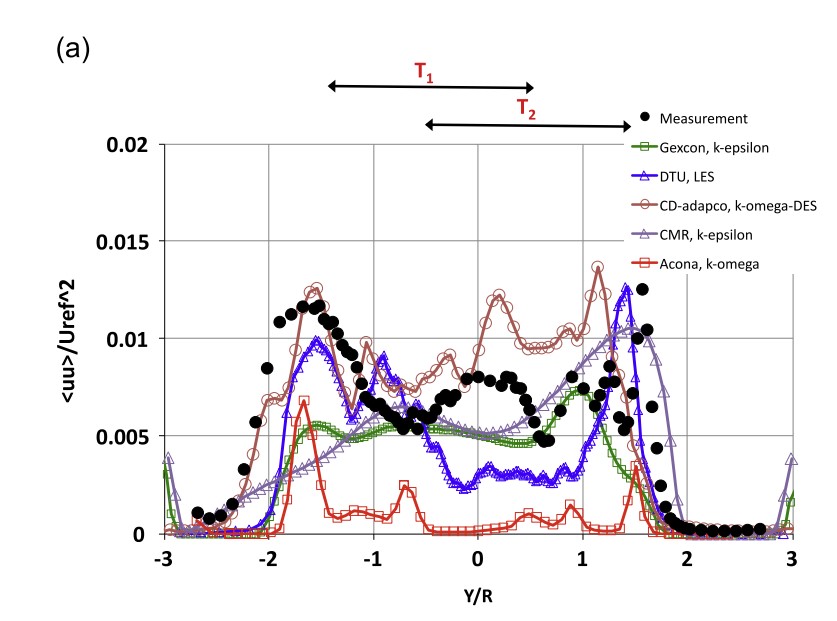 (a)
T1
T2
Measurement
Gexcon, k-epsilon
DTU, LES
CD-adapco, k-omega-DES
CMR, k-epsilon
Acona, k-omega
0.02
0.015
0.01
0.005
0
<uu>/Uref^2
-3 -2 -1 0 1 2 3
Y/R